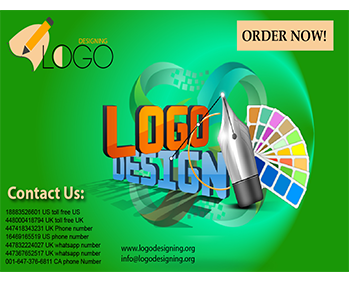 DESIGNING
LOGO
ORDER NOW!
LOGO
DESIGN
Contact Us:
18883526801 US toll free US
448000418794 UK toll free UK
447418343231 UK Phone number
16469165519 US phone number
447832224027 UK whatsapp number
447367652517 UK whatsapp number
001-647-376-6811 CA phone Number
www.logodesigning.org
info@logodesigning.org